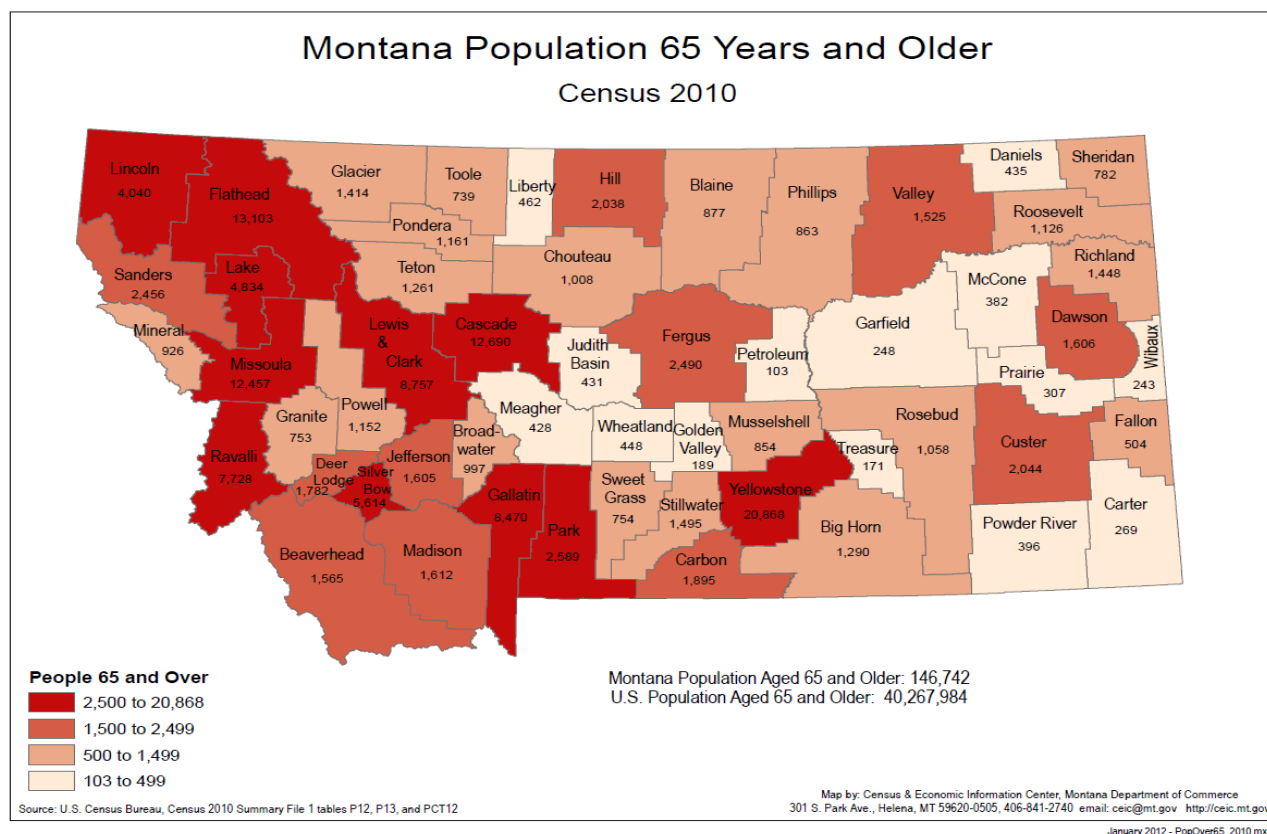 Montana Population 65 Years and Older
Census 2010
Lincoln
4,040
Flathead
13,103
Glacier
1,414
Toole
739
Liberty
462
Hill
2,038
Blaine
877
Phillips
863
Valley
1,525
Daniels
435
Sheridan
782
Roosevelt
1,126
Pondera
1,161
Teton
1,261
Chouteau
1,008
Sanders
2,456
Lake
4,834
McCone
382
Richland
1,448
Dawson
1,606
Wibaux
243
Mineral
926
Missoula
12,457
Lewis
&
Clark
8,757
Cascade
12,690
Judith
Basin
431
Fergus
2,490
Petroleum
103
Garfield
248
Prairie
307
Granite
753
Powell
1,152
Meagher
428
Wheatland
448
Golden
Valley
189
Musselshell
854
Rosebud
1,058
Treasure
171
Custer
2,044
Fallon
504
Ravalli
7,728
Deer
Lodge
1,782
Silver
Bow
5,614
Jefferson
1,605
Broad-
water
997
Gallatin
8,470
Park
2,589
Sweet
Grass
754
Stillwater
1,495
Yellowstone
20,868
Big Horn
1,290
Powder River
396
Carter
269
Beaverhead
1,565
Madison
1,612
Carbon
1,895
People 65 and Over
2,500 to 20,868
1,500 to 2,499
500 to 1,499
103 to 499
Montana Population Aged 65 and Older: 146,742
U.S. Population Aged 65 and Older: 40,267,984
Source: U.S. Census Bureau, Census 2010 Summary File 1 tables P12, P13, and PCT12
Map by: Census & Economic Information Center, Montana Department of Commerce
301 S. Park Ave., Helena, MT 59620-0505, 406-841-2740 email: ceic@mt.gov http://ceic.mt.gov
January 2012 - PopOver65_2010.mx